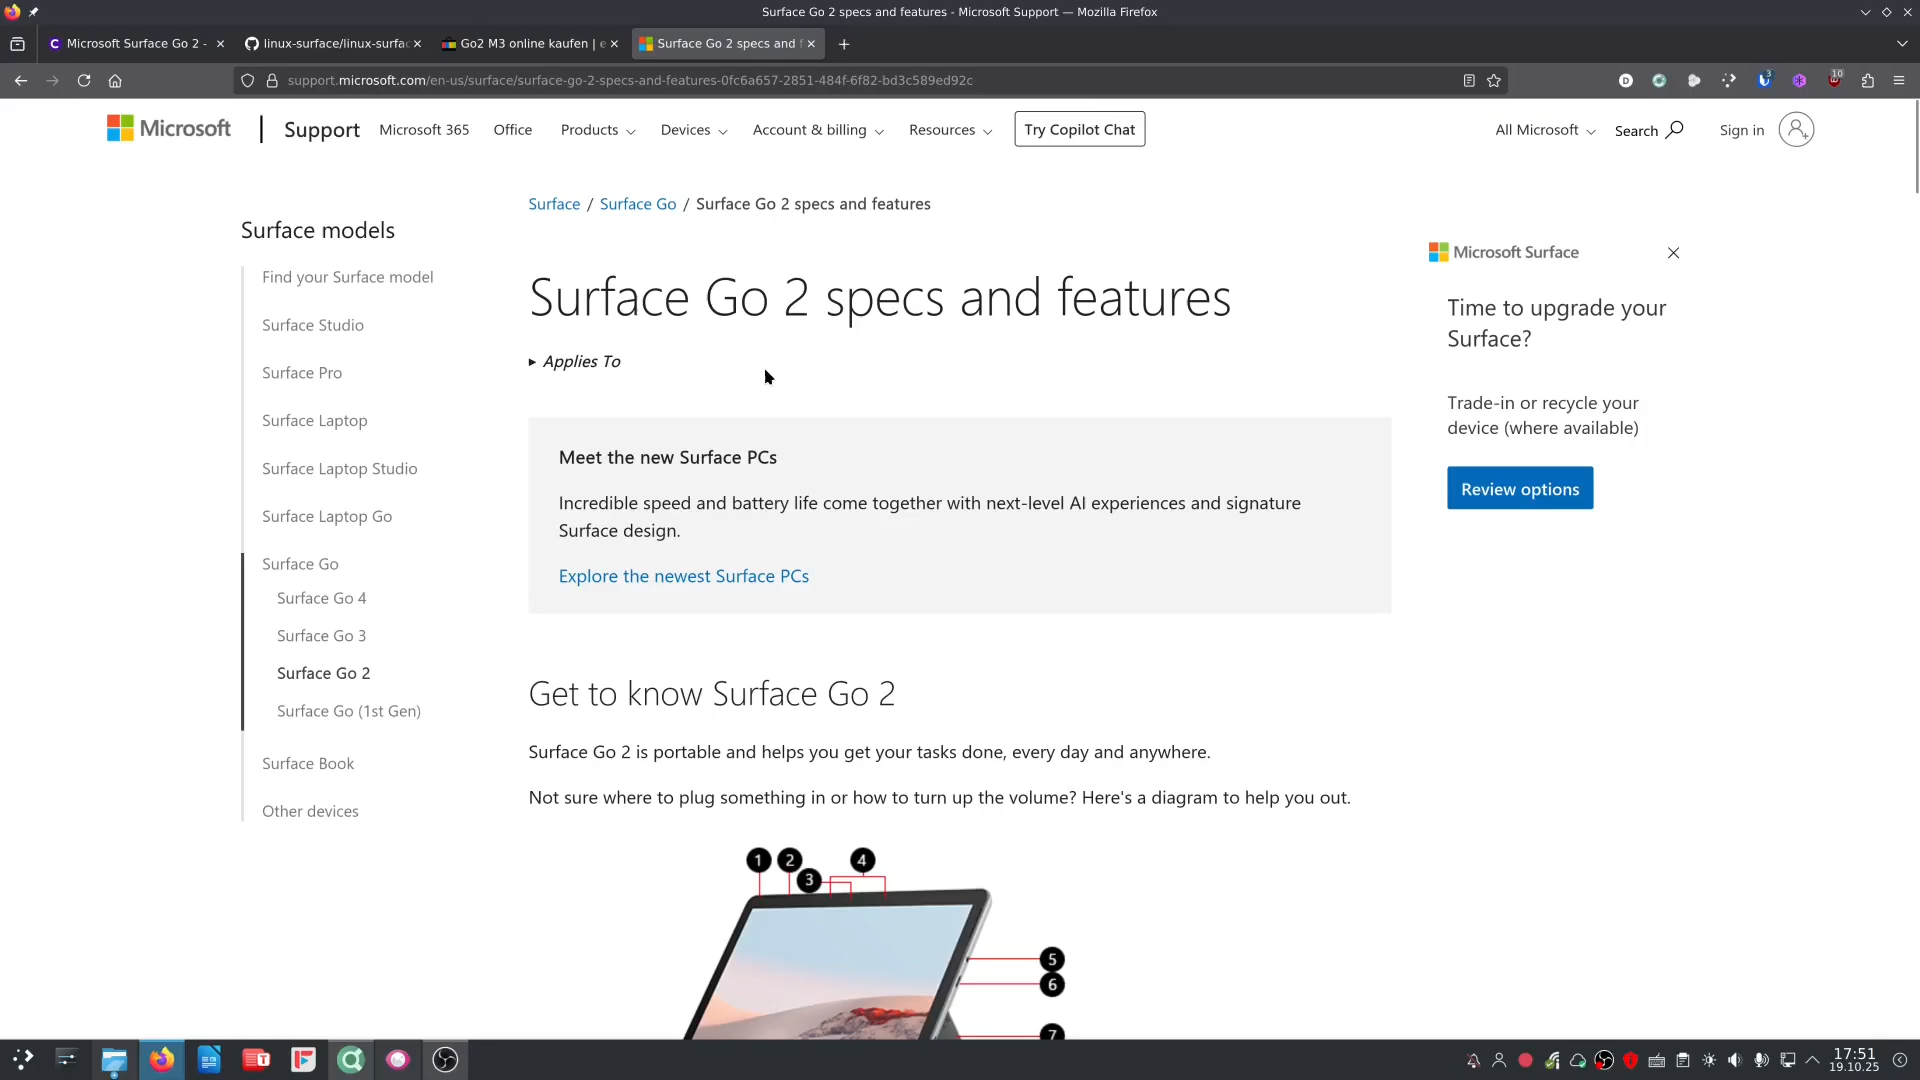 Surface Go 2 specs and features - Microsoft Support — Mozilla Firefox
Microsoft Surface Go 2 -
linux-surface/linux-surfac
Go2 M3 online kaufen | e
Surface Go 2 specs and f
support.microsoft.com/en-us/surface/surface-go-2-specs-and-features-0fc6a657-2851-484f-6f82-bd3c589ed92c
3
10
Microsoft
Support
Microsoft 365
Office
Products
Devices
Account & billing
Resources
Try Copilot Chat
All Microsoft
Search
Sign in
Surface / Surface Go / Surface Go 2 specs and features
Surface models
Find your Surface model
Surface Studio
Surface Pro
Surface Laptop
Surface Laptop Studio
Surface Laptop Go
Surface Go
Surface Go 4
Surface Go 3
Surface Go 2
Surface Go (1st Gen)
Surface Book
Other devices
Surface Go 2 specs and features
Applies To
Meet the new Surface PCs
Incredible speed and battery life come together with next-level AI experiences and signature
Surface design.
Explore the newest Surface PCs
Get to know Surface Go 2
Surface Go 2 is portable and helps you get your tasks done, every day and anywhere.
Not sure where to plug something in or how to turn up the volume? Here's a diagram to help you out.
1
2
3
4
5
6
7
Microsoft Surface
Time to upgrade your
Surface?
Trade-in or recycle your
device (where available)
Review options
17:51
19.10.25